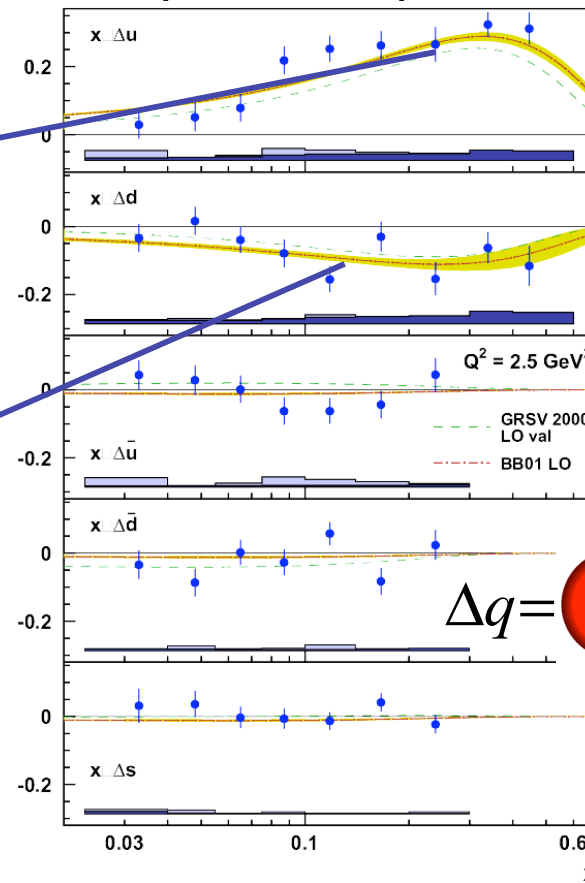 x Δu
0.2
0
x Δd
0
-0.2
Q² = 2.5 GeV²
0
GRSV 2000
LO val
-0.2
x Δū
BB01 LO
x Δd̄
0
-0.2
Δq=
0
x Δs
-0.2
0.03 0.1 0.6